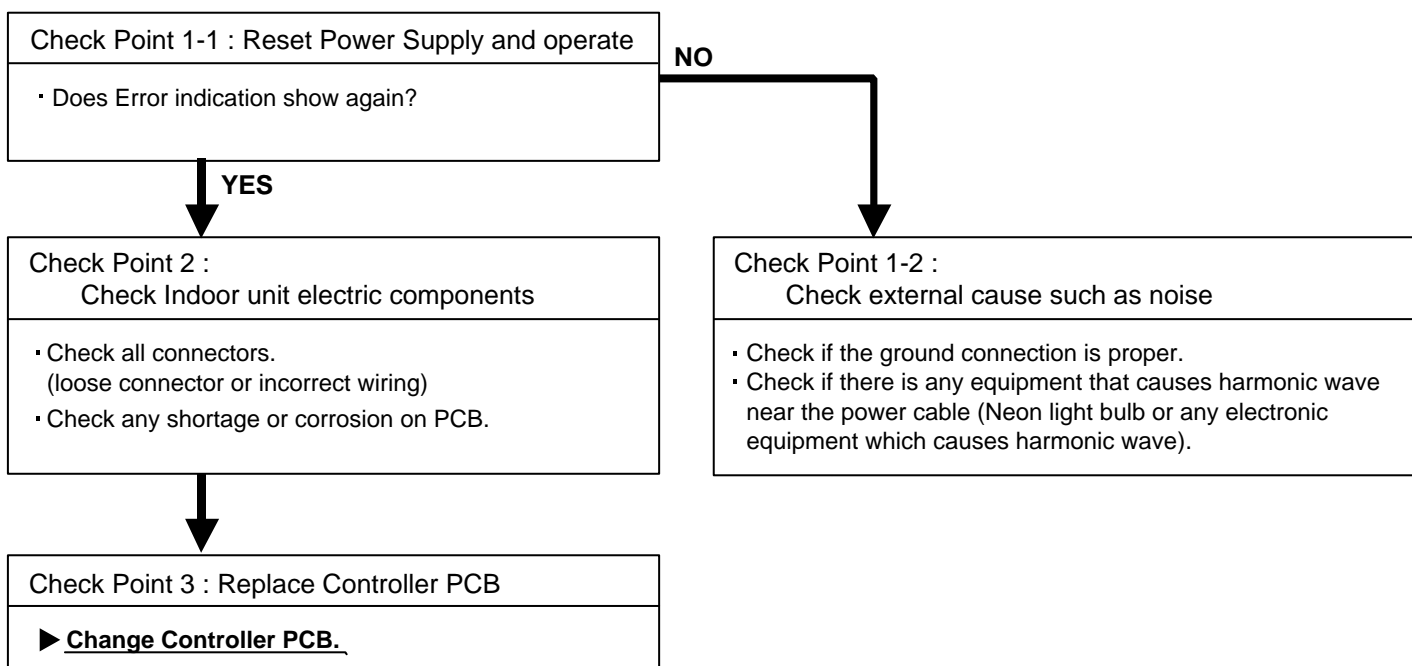 Check Point 1-1 : Reset Power Supply and operate
・Does Error indication show again?
NO
YES
Check Point 2 :
Check Indoor unit electric components
・Check all connectors.
(loose connector or incorrect wiring)
・Check any shortage or corrosion on PCB.
Check Point 1-2 :
Check external cause such as noise
・Check if the ground connection is proper.
・Check if there is any equipment that causes harmonic wave
near the power cable (Neon light bulb or any electronic
equipment which causes harmonic wave).
Check Point 3 : Replace Controller PCB
▶Change Controller PCB.